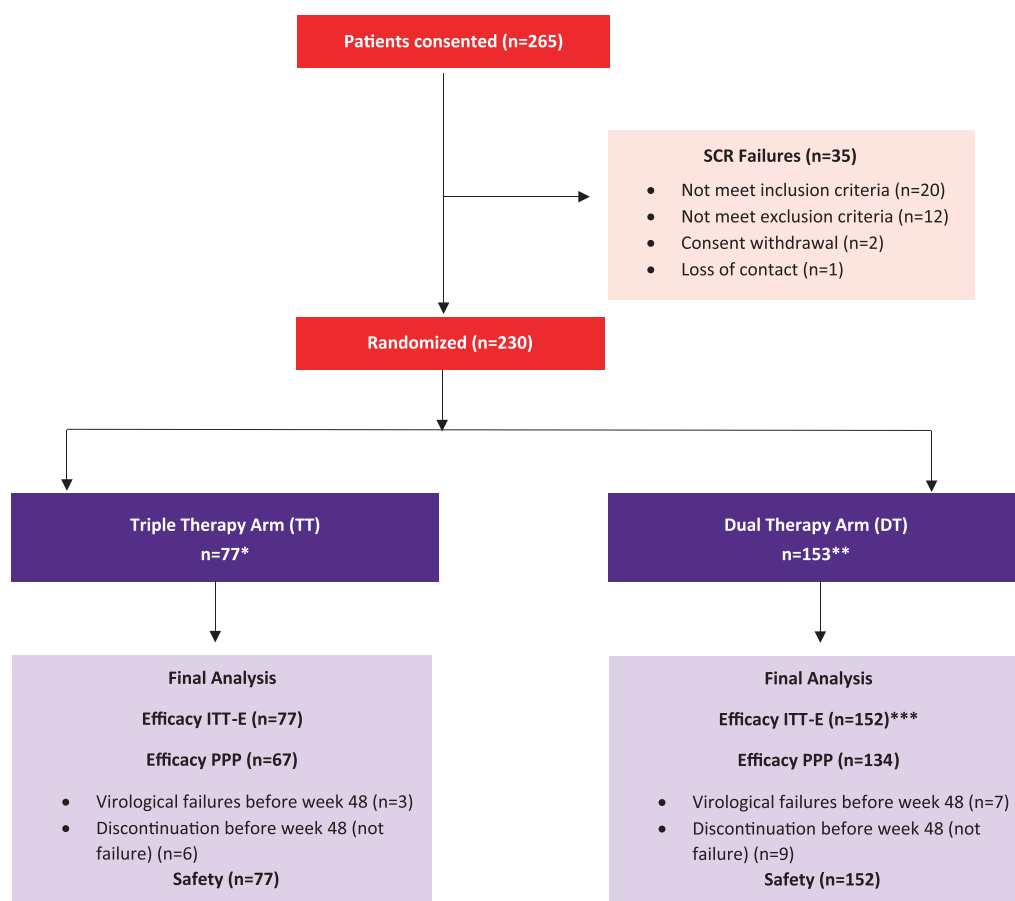 Patients consented (n=265)
SCR Failures (n=35)
• Not meet inclusion criteria (n=20)
• Not meet exclusion criteria (n=12)
• Consent withdrawal (n=2)
• Loss of contact (n=1)
Randomized (n=230)
Triple Therapy Arm (TT)
n=77*
Dual Therapy Arm (DT)
n=153**
Final Analysis
Efficacy ITT-E (n=77)
Efficacy PPP (n=67)
• Virological failures before week 48 (n=3)
• Discontinuation before week 48 (not
failure) (n=6)
Safety (n=77)
Final Analysis
Efficacy ITT-E (n=152)***
Efficacy PPP (n=134)
• Virological failures before week 48 (n=7)
• Discontinuation before week 48 (not
failure) (n=9)
Safety (n=152)